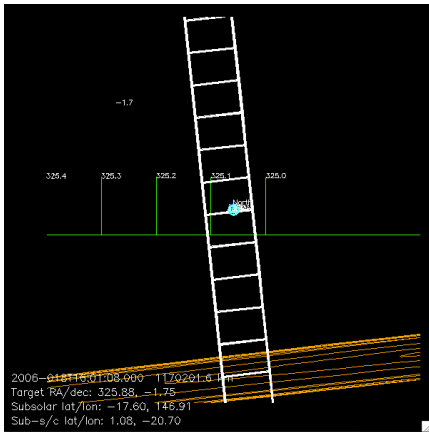 -1.7
325.4 325.3 325.2 325.1 325.0
North
2006-018T16:01:08.000 1170201.6 km
Target RA/dec: 325.88, -1.75
Subsolar lat/lon: -17.60, 146.91
Sub-s/c lat/lon: 1.08, -20.70